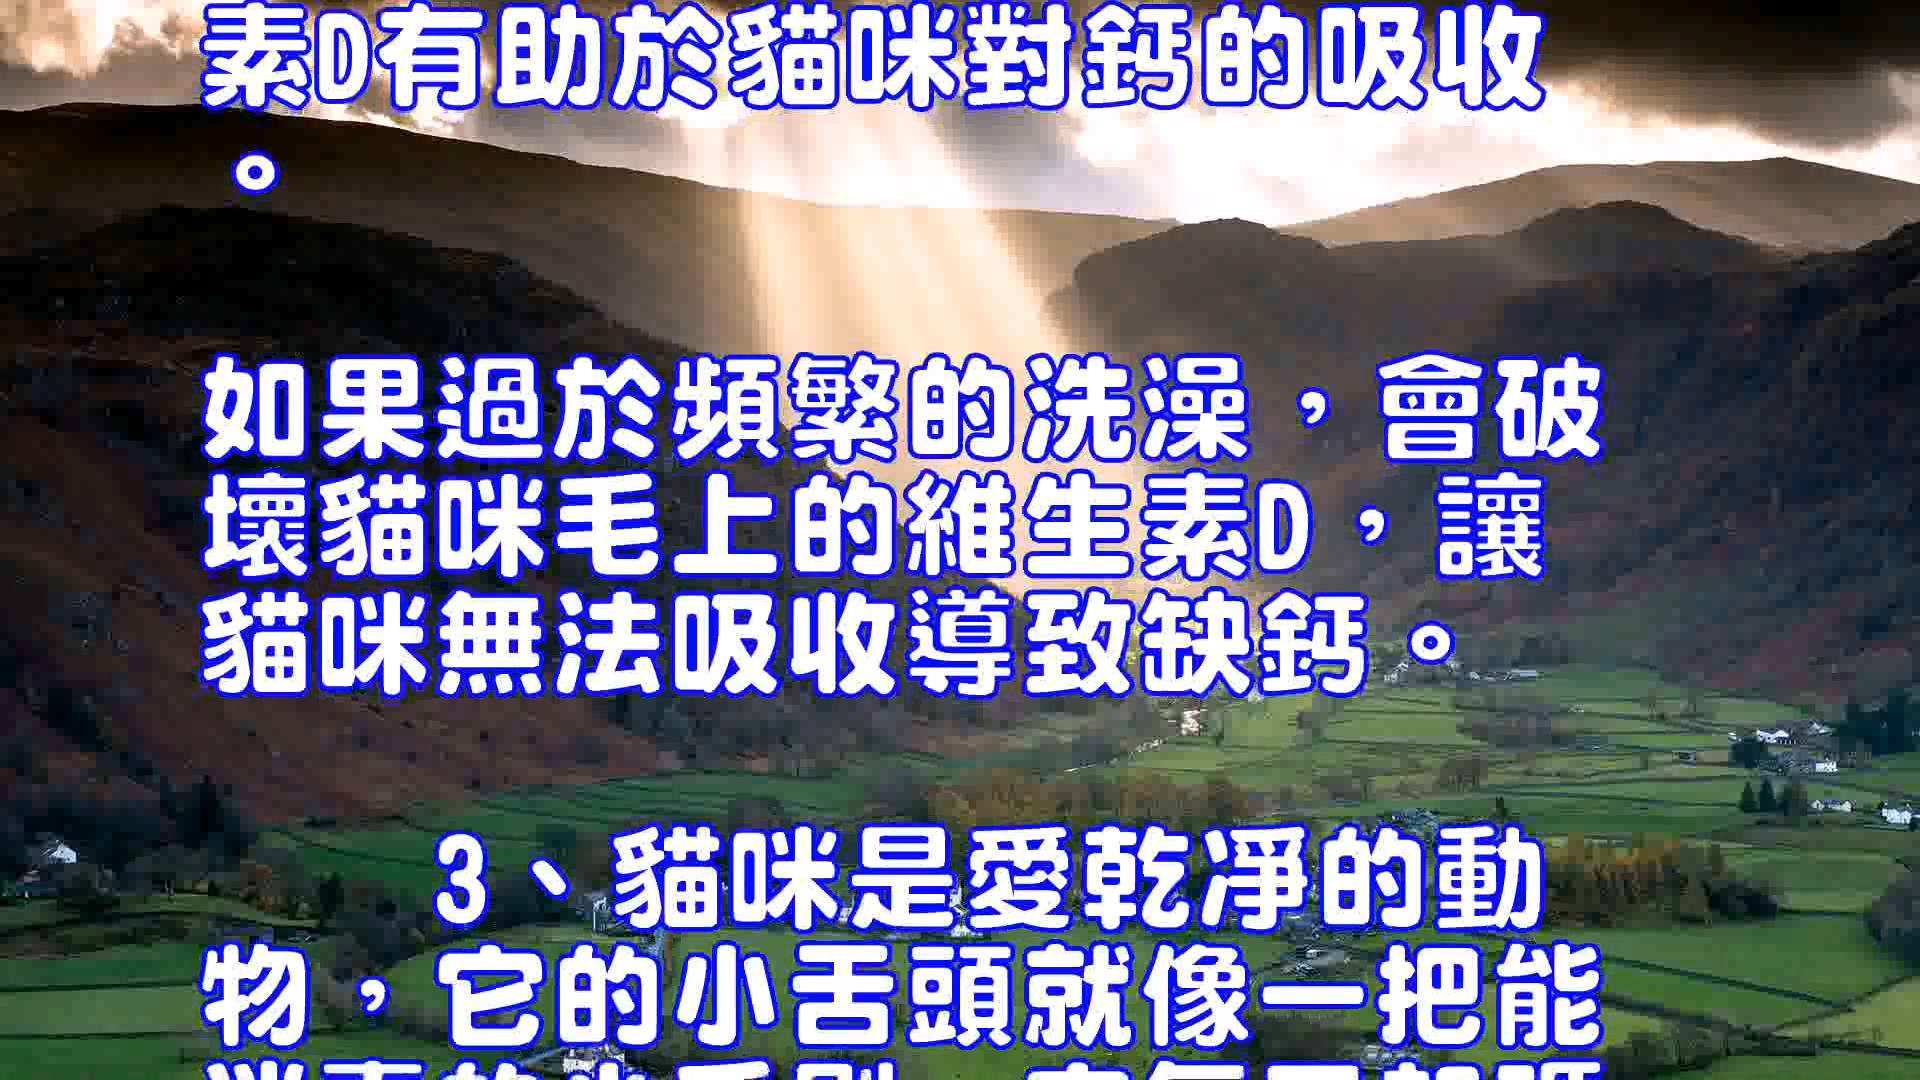 素D有助於貓咪對鈣的吸收
。
如果過於頻繁的洗澡，會破
壞貓咪毛上的維生素D，讓
貓咪無法吸收導致缺鈣。
3、貓咪是愛乾凈的動
物，它的小舌頭就像一把能